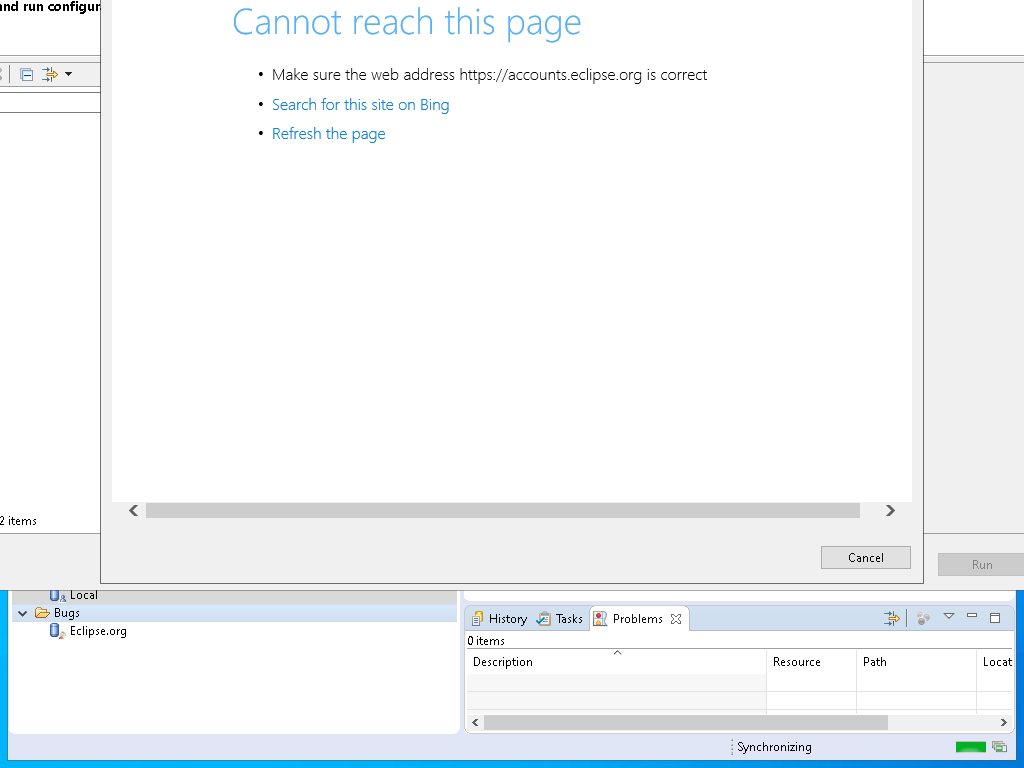 and run configur
Cannot reach this page
• Make sure the web address https://accounts.eclipse.org is correct
• Search for this site on Bing
• Refresh the page
2 items
Cancel
Run
Local
Bugs
Eclipse.org
History
Tasks
Problems
0 items
Description
Resource
Path
Locat
Synchronizing